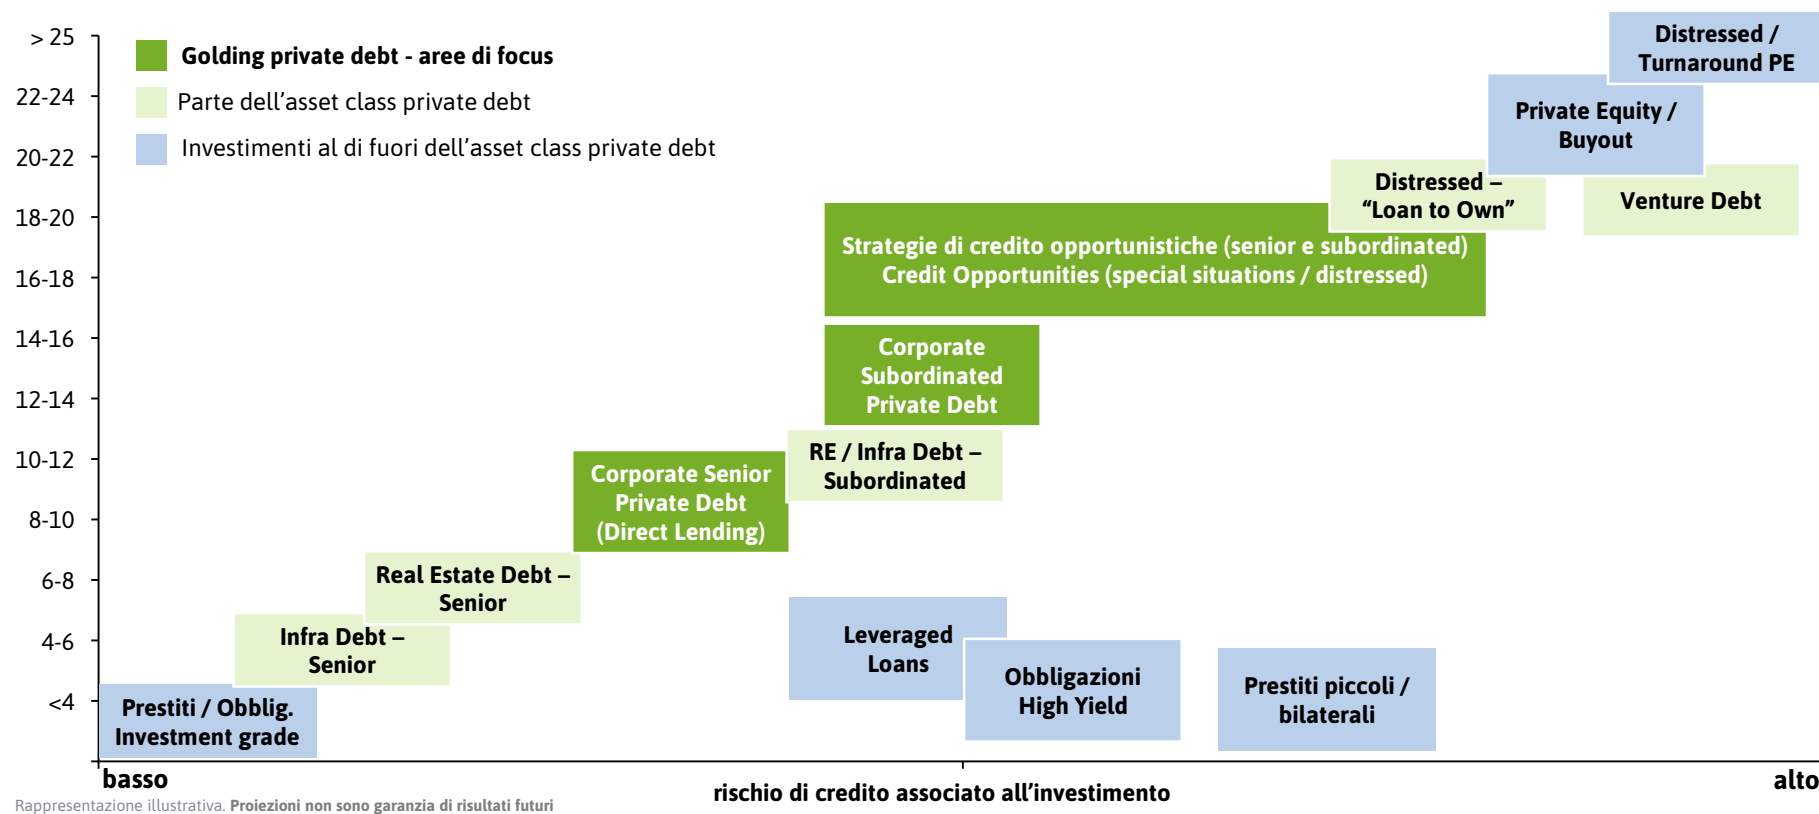 > 25
22-24
20-22
18-20
16-18
14-16
12-14
10-12
8-10
6-8
4-6
<4
Golding private debt - aree di focus
Parte dell’asset class private debt
Investimenti al di fuori dell’asset class private debt
Distressed /
Turnaround PE
Private Equity /
Buyout
Distressed –
“Loan to Own”
Venture Debt
Strategie di credito opportunistiche (senior e subordinated)
Credit Opportunities (special situations / distressed)
Corporate
Subordinated
Private Debt
RE / Infra Debt –
Subordinated
Corporate Senior
Private Debt
(Direct Lending)
Real Estate Debt –
Senior
Infra Debt –
Senior
Leveraged
Loans
Obbligazioni
High Yield
Prestiti piccoli /
bilaterali
Prestiti / Obblig.
Investment grade
basso
rischio di credito associato all’investimento
alto
Rappresentazione illustrativa. Proiezioni non sono garanzia di risultati futuri